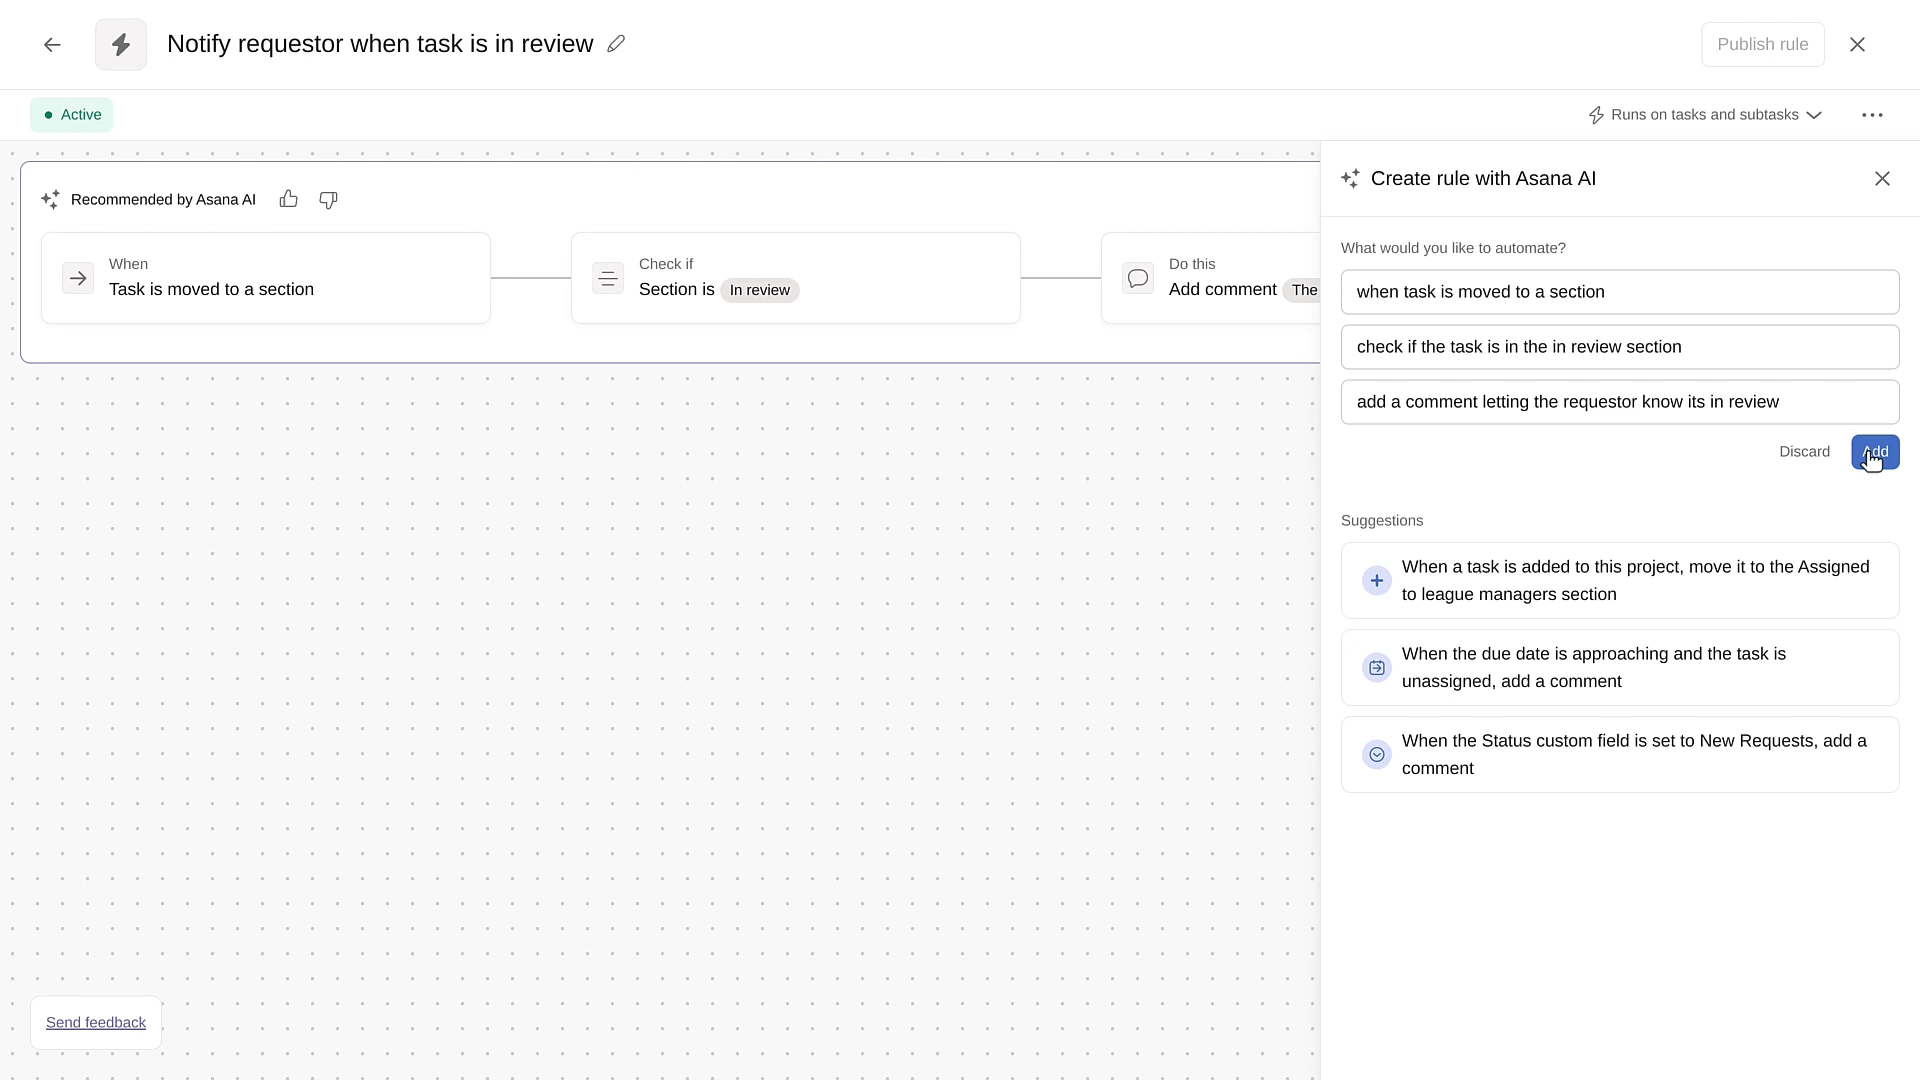 Notify requestor when task is in review
Publish rule
Active
Runs on tasks and subtasks
Recommended by Asana AI
When
Task is moved to a section
Check if
Section is In review
Do this
Add comment The
Send feedback
Create rule with Asana AI
What would you like to automate?
when task is moved to a section
check if the task is in the in review section
add a comment letting the requestor know its in review
Discard
Add
Suggestions
When a task is added to this project, move it to the Assigned
to league managers section
When the due date is approaching and the task is
unassigned, add a comment
When the Status custom field is set to New Requests, add a
comment